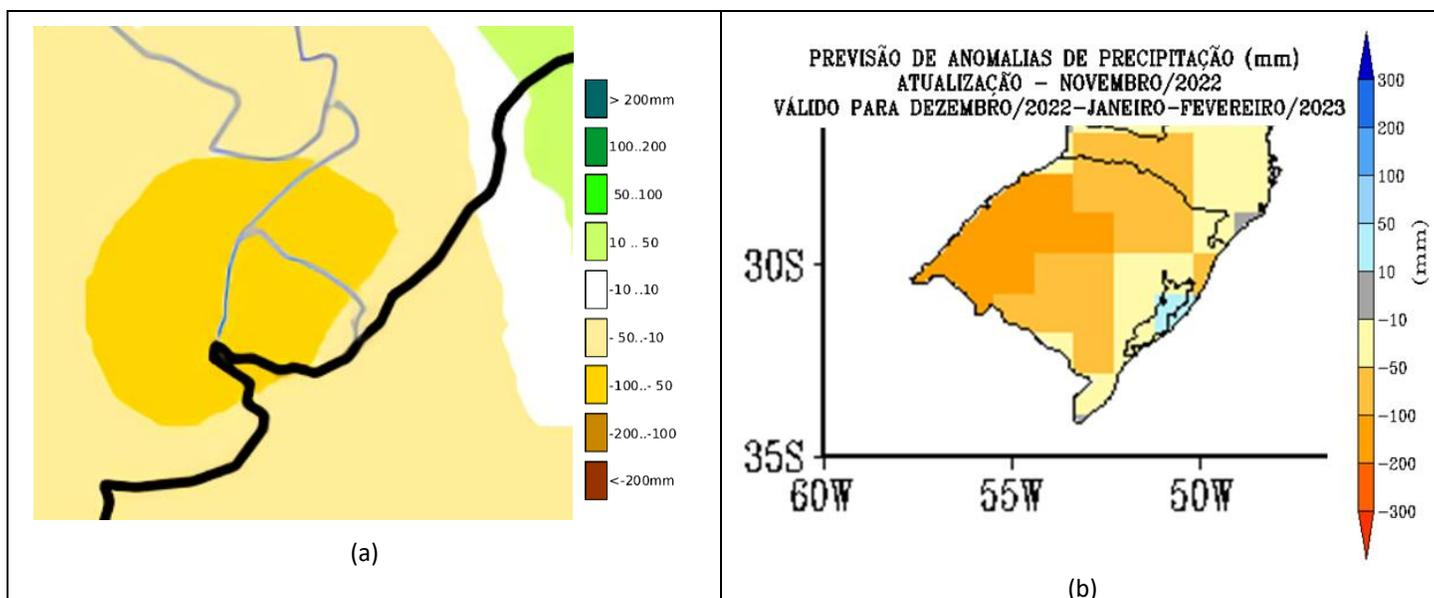 > 200mm
100..200
50..100
10 .. 50
-10 ..10
- 50..-10
-100..- 50
-200..-100
<-200mm
(a)
PREVISÃO DE ANOMALIAS DE PRECIPITAÇÃO (mm)
ATUALIZAÇÃO - NOVEMBRO/2022
VÁLIDO PARA DEZEMBRO/2022-JANEIRO-FEVEREIRO/2023
30S
35S
60W
55W
50W
300
200
100
50
10
-10
-50
-100
-200
-300
(mm)
(b)